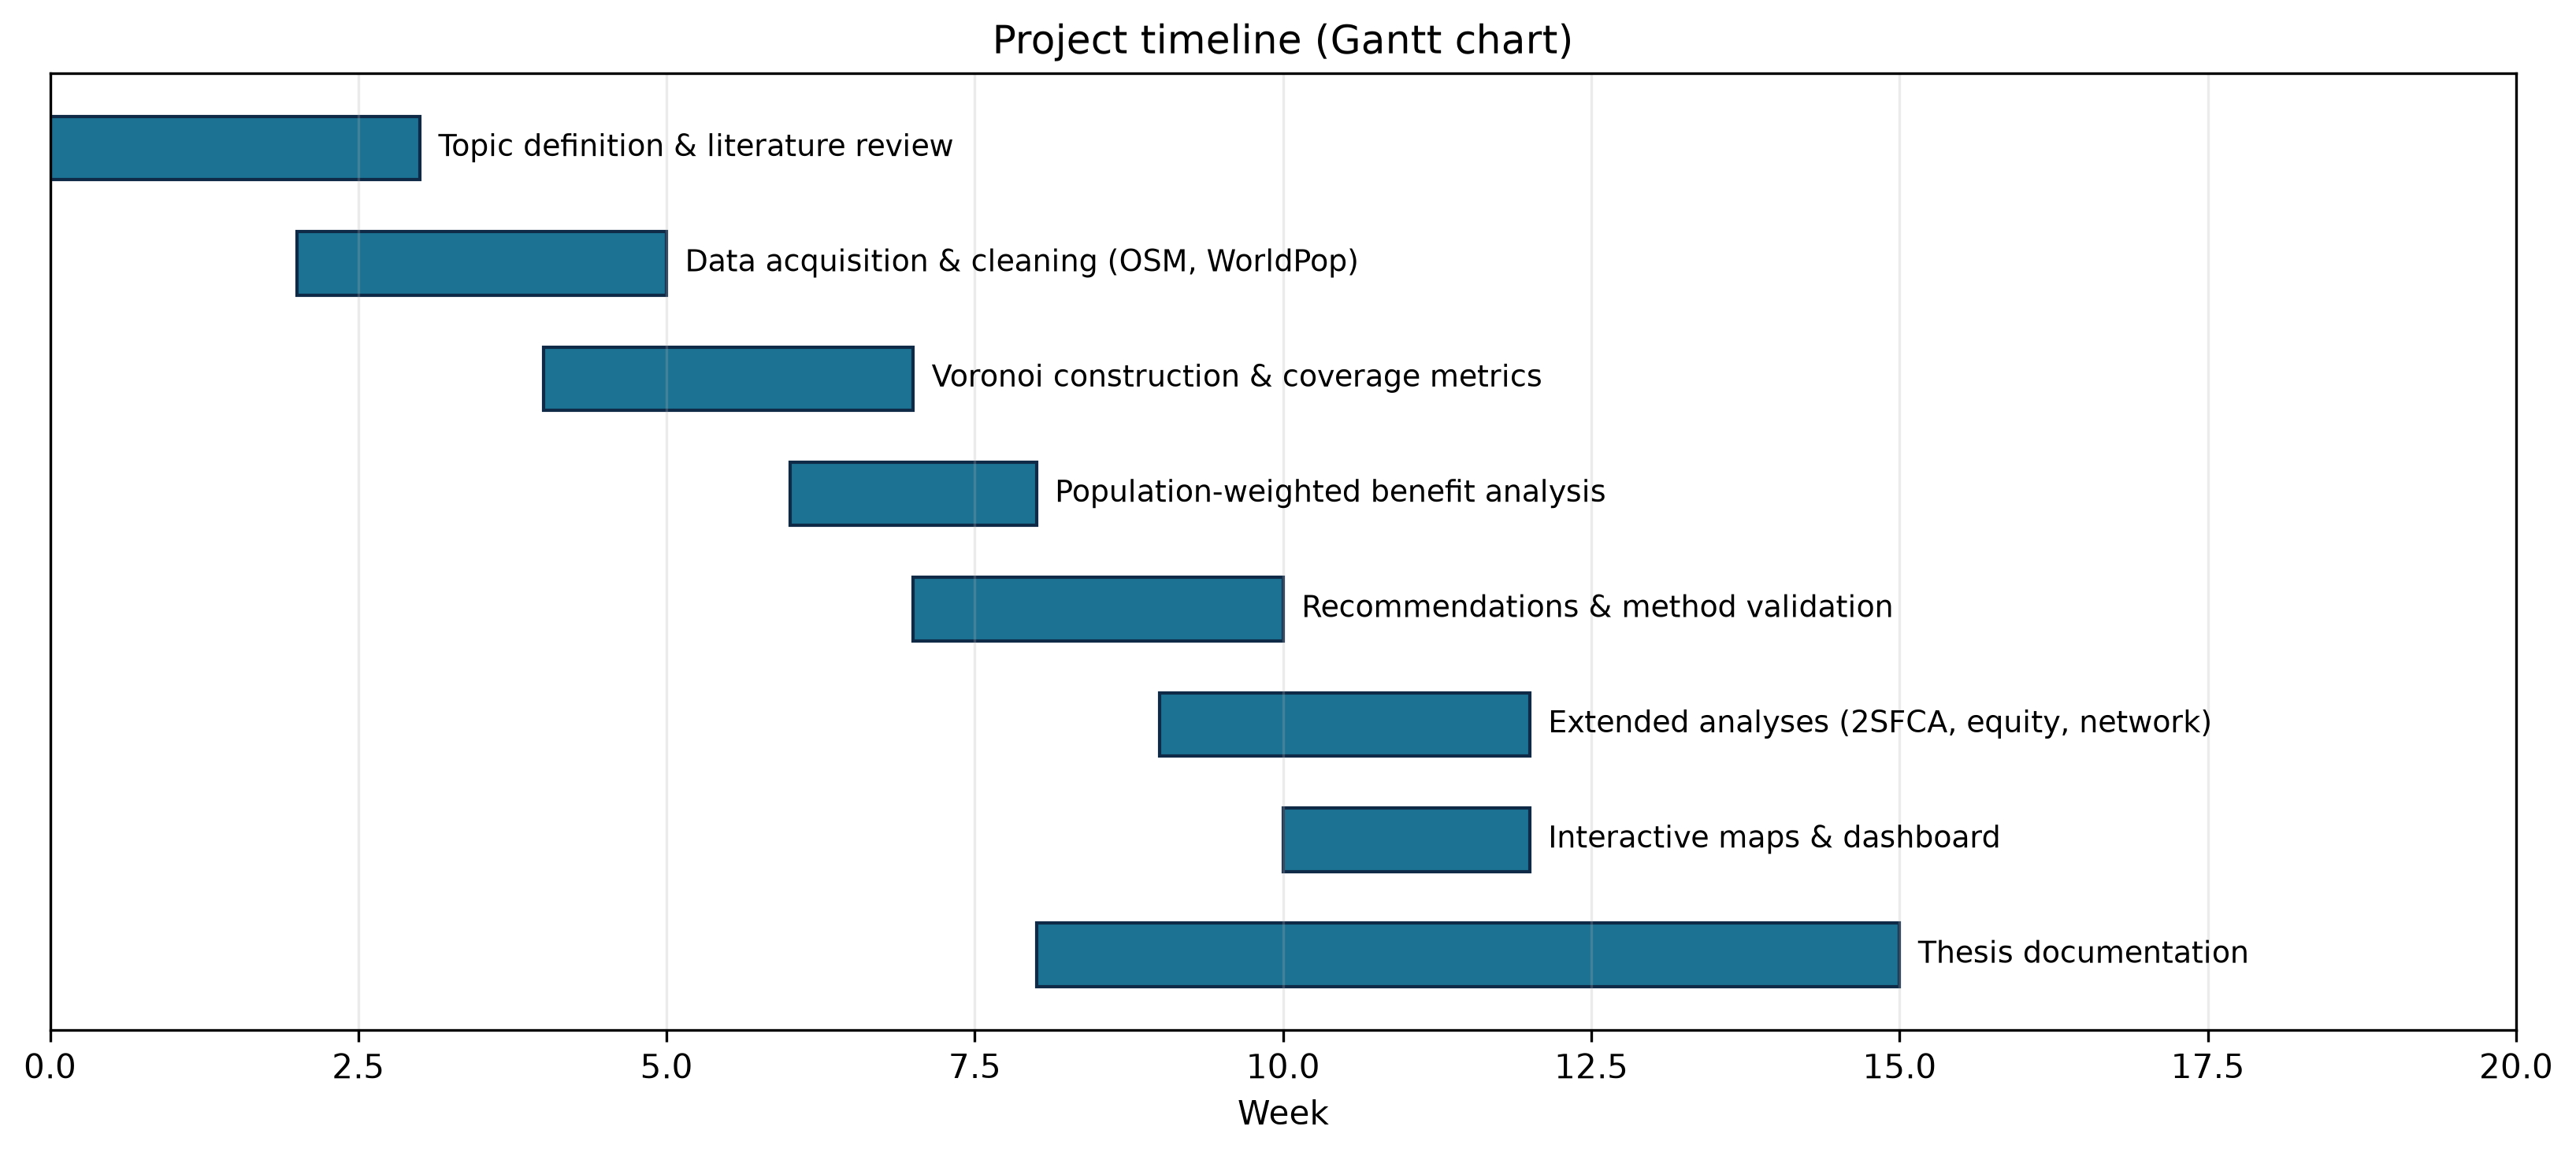 Project timeline (Gantt chart)
Topic definition & literature review
Data acquisition & cleaning (OSM, WorldPop)
Voronoi construction & coverage metrics
Population-weighted benefit analysis
Recommendations & method validation
Extended analyses (2SFCA, equity, network)
Interactive maps & dashboard
Thesis documentation
0.0 2.5 5.0 7.5 10.0 12.5 15.0 17.5 20.0
Week